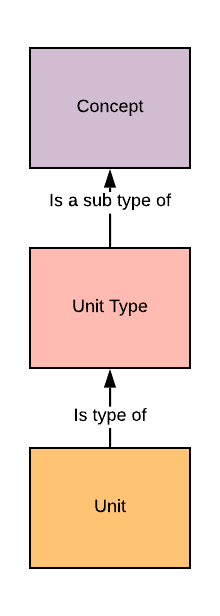 Concept
Is a sub type of
Unit Type
Is type of
Unit